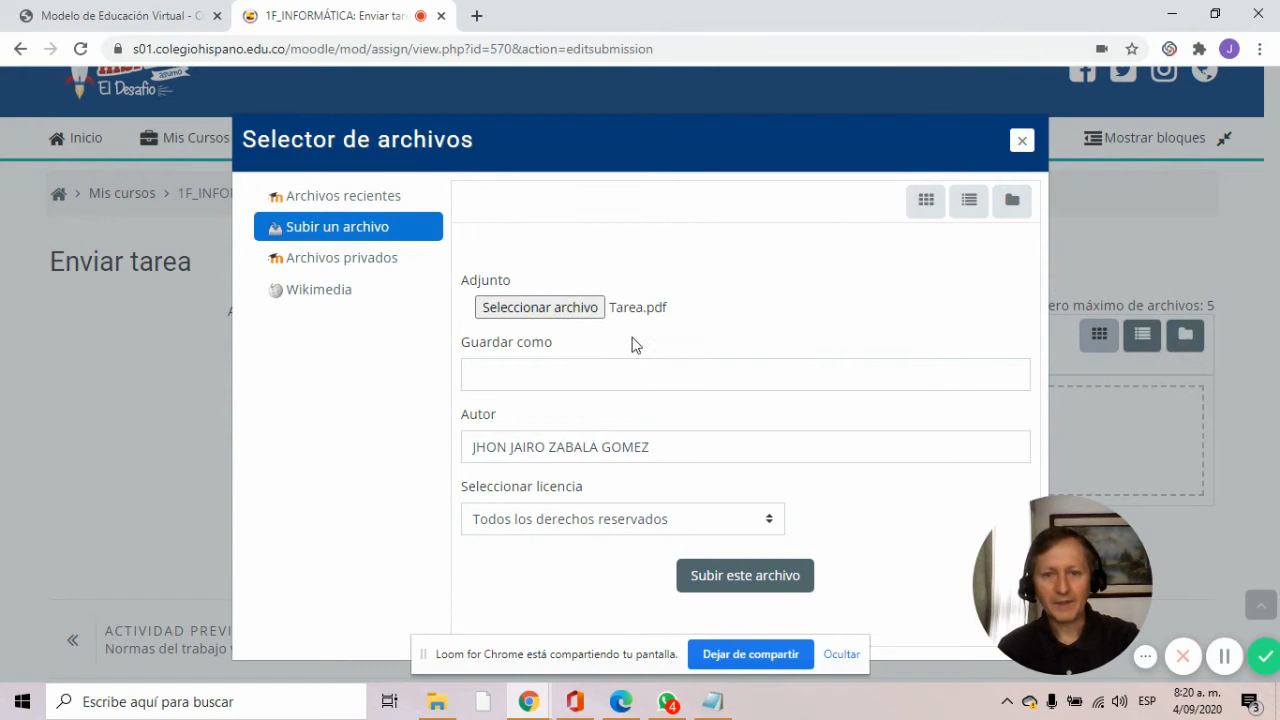 Modelo de Educación Virtual - C
1F_INFORMÁTICA: Enviar tare
s01.colegiohispano.edu.co/moodle/mod/assign/view.php?id=570&action=editsubmission
J
asumo
El Desafío
Inicio
Mis Cursos
Mostrar bloques
Mis cursos
1F_INFO
Selector de archivos
Archivos recientes
Subir un archivo
Archivos privados
Wikimedia
Enviar tarea
ero máximo de archivos: 5
Adjunto
Seleccionar archivo Tarea.pdf
Guardar como
Autor
JHON JAIRO ZABALA GOMEZ
Seleccionar licencia
Todos los derechos reservados
Subir este archivo
ACTIVIDAD PREVI
Normas del trabajo
Loom for Chrome está compartiendo tu pantalla.
Dejar de compartir
Ocultar
Escribe aquí para buscar
4
ESP
8:20 a. m.
4/09/2020
3